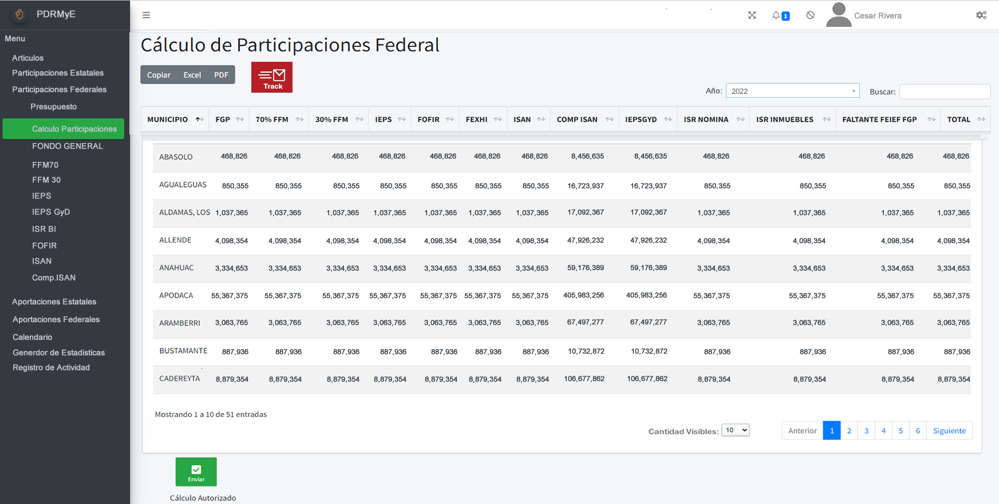 PDRMyE
Menu
Articulos
Participaciones Estatales
Participaciones Federales
Presupuesto
Calculo Participaciones
FONDO GENERAL
FFM70
FFM 30
IEPS
IEPS GyD
ISR BI
FOFIR
ISAN
Comp.ISAN
Aportaciones Estatales
Aportaciones Federales
Calendario
Generdor de Estadisticas
Registro de Actividad
1
Cesar Rivera
Cálculo de Participaciones Federal
Copiar Excel PDF
Track
Año: 2022 Buscar:
MUNICIPIO FGP 70% FFM 30% FFM IEPS FOFIR FEXHI ISAN COMP ISAN IEPSGYD ISR NOMINA ISR INMUEBLES FALTANTE FEIEF FGP TOTAL
ABASOLO 468,826 468,826 468,826 468,826 468,826 468,826 468,826 8,456,635 8,456,635 468,826 468,826 468,826 468,826
AGUALEGUAS 850,355 850,355 850,355 850,355 850,355 850,355 850,355 16,723,937 16,723,937 850,355 850,355 850,355 850,355
ALDAMAS, LOS 1,037,365 1,037,365 1,037,365 1,037,365 1,037,365 1,037,365 1,037,365 17,092,367 17,092,367 1,037,365 1,037,365 1,037,365 1,037,365
ALLENDE 4,098,354 4,098,354 4,098,354 4,098,354 4,098,354 4,098,354 4,098,354 47,926,232 47,926,232 4,098,354 4,098,354 4,098,354 4,098,354
ANAHUAC 3,334,653 3,334,653 3,334,653 3,334,653 3,334,653 3,334,653 3,334,653 59,176,389 59,176,389 3,334,653 3,334,653 3,334,653 3,334,653
APODACA 55,367,375 55,367,375 55,367,375 55,367,375 55,367,375 55,367,375 55,367,375 405,983,256 405,983,256 55,367,375 55,367,375 55,367,375 55,367,375
ARAMBERRI 3,063,765 3,063,765 3,063,765 3,063,765 3,063,765 3,063,765 3,063,765 67,497,277 67,497,277 3,063,765 3,063,765 3,063,765 3,063,765
BUSTAMANTE 887,936 887,936 887,936 887,936 887,936 887,936 887,936 10,732,872 10,732,872 887,936 887,936 887,936 887,936
CADEREYTA 8,879,354 8,879,354 8,879,354 8,879,354 8,879,354 8,879,354 8,879,354 106,677,862 106,677,862 8,879,354 8,879,354 8,879,354 8,879,354
Mostrando 1 a 10 de 51 entradas
Cantidad Visibles: 10 Anterior 1 2 3 4 5 6 Siguiente
Enviar
Cálculo Autorizado